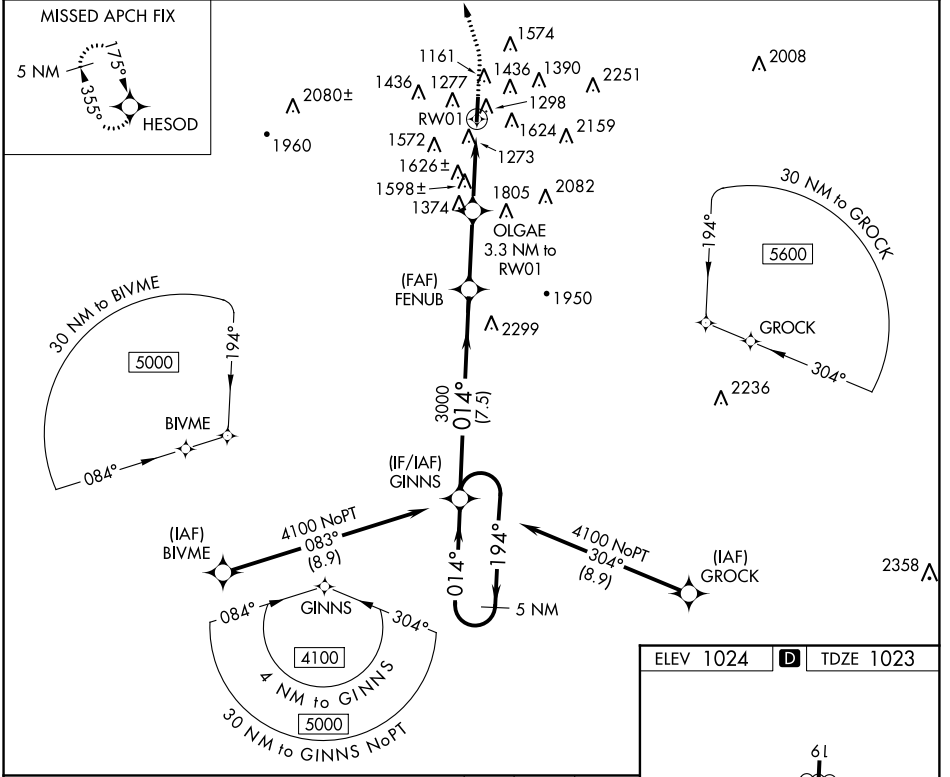 MISSED APCH FIX
5 NM
175°
355°
HESOD
1574
2008
1161
1436
1390
2251
1436
1277
2080±
1298
RW01
1960
1624
2159
1572
1273
1626±
1598±
1374
1805
2082
OLGAE
3.3 NM to
RW01
30 NM to GROCK
194°
5600
GROCK
304°
(FAF)
FENUB
1950
2299
2236
30 NM to BIVME
194°
5000
BIVME
084°
3000
014°
(7.5)
(IF/IAF)
GINNS
4100 NoPT
083°
(8.9)
(IAF)
BIVME
4100 NoPT
304°
(8.9)
(IAF)
GROCK
2358
014°
194°
5 NM
084°
GINNS
304°
4100
4 NM to GINNS
5000
30 NM to GINNS NoPT
ELEV 1024 D TDZE 1023
19